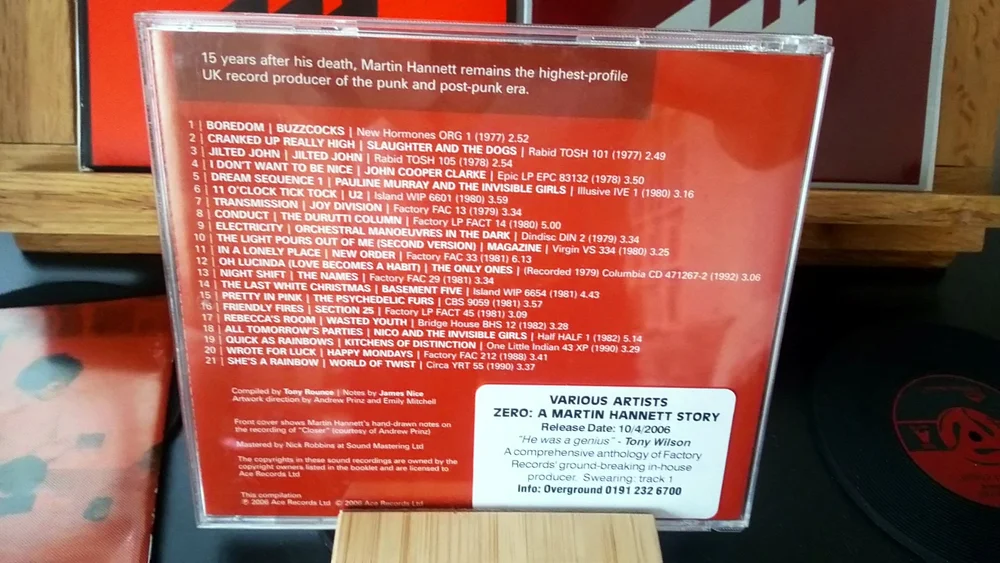 15 years after his death, Martin Hannett remains the highest-profile
UK record producer of the punk and post-punk era.
1 | BOREDOM | BUZZCOCKS | New Hormones ORG 1 (1977) 2.52
2 | CRANKED UP REALLY HIGH | SLAUGHTER AND THE DOGS | Rabid TOSH 101 (1977) 2.49
3 | JILTED JOHN | JILTED JOHN | Rabid TOSH 105 (1978) 2.54
4 | I DON'T WANT TO BE NICE | JOHN COOPER CLARKE | Epic LP EPC 83132 (1978) 3.50
5 | DREAM SEQUENCE 1 | PAULINE MURRAY AND THE INVISIBLE GIRLS | Illusive IVE 1 (1980) 3.16
6 | 11 O'CLOCK TICK TOCK | U2 | Island WIP 6601 (1980) 3.59
7 | TRANSMISSION | JOY DIVISION | Factory FAC 13 (1979) 3.34
8 | CONDUCT | THE DURUTTI COLUMN | Factory LP FACT 14 (1980) 5.00
9 | ELECTRICITY | ORCHESTRAL MANOEUVRES IN THE DARK | Dindisc DIN 2 (1979) 3.34
10 | THE LIGHT POURS OUT OF ME (SECOND VERSION) | MAGAZINE | Virgin VS 334 (1980) 3.25
11 | IN A LONELY PLACE | NEW ORDER | Factory FAC 33 (1981) 6.13
12 | OH LUCINDA (LOVE BECOMES A HABIT) | THE ONLY ONES | (Recorded 1979) Columbia CD 471267-2 (1992) 3.06
13 | NIGHT SHIFT | THE NAMES | Factory FAC 29 (1981) 3.34
14 | THE LAST WHITE CHRISTMAS | BASEMENT FIVE | Island WIP 6654 (1981) 4.43
15 | PRETTY IN PINK | THE PSYCHEDELIC FURS | CBS 9059 (1981) 3.57
16 | FRIENDLY FIRES | SECTION 25 | Factory LP FACT 45 (1981) 3.09
17 | REBECCA'S ROOM | WASTED YOUTH | Bridge House BHS 12 (1982) 3.28
18 | ALL TOMORROW'S PARTIES | NICO AND THE INVISIBLE GIRLS | Half HALF 1 (1982) 5.14
19 | QUICK AS RAINBOWS | KITCHENS OF DISTINCTION | One Little Indian 43 XP (1990) 3.29
20 | WROTE FOR LUCK | HAPPY MONDAYS | Factory FAC 212 (1988) 3.41
21 | SHE'S A RAINBOW | WORLD OF TWIST | Circa YRT 55 (1990) 3.37
Compiled by Tony Rounce | Notes by James Nice
Artwork direction by Andrew Prinz and Emily Mitchell
Front cover shows Martin Hannett's hand-drawn notes on
the recording of "Closer" (courtesy of Andrew Prinz)
Mastered by Nick Robbins at Sound Mastering Ltd
The copyrights in these sound recordings are owned by the
copyright owners listed in the booklet and are licensed to
Ace Records Ltd
This compilation
℗ 2006 Ace Records Ltd © 2006 Ace Records Ltd
VARIOUS ARTISTS
ZERO: A MARTIN HANNETT STORY
Release Date: 10/4/2006
"He was a genius" - Tony Wilson
A comprehensive anthology of Factory
Records' ground-breaking in-house
producer. Swearing: track 1
Info: Overground 0191 232 6700